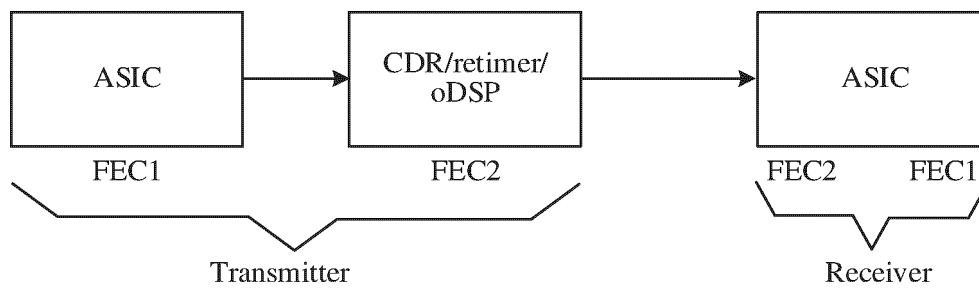 ASIC
CDR/retimer/
oDSP
ASIC
FEC1
FEC2
FEC2
FEC1
Transmitter
Receiver